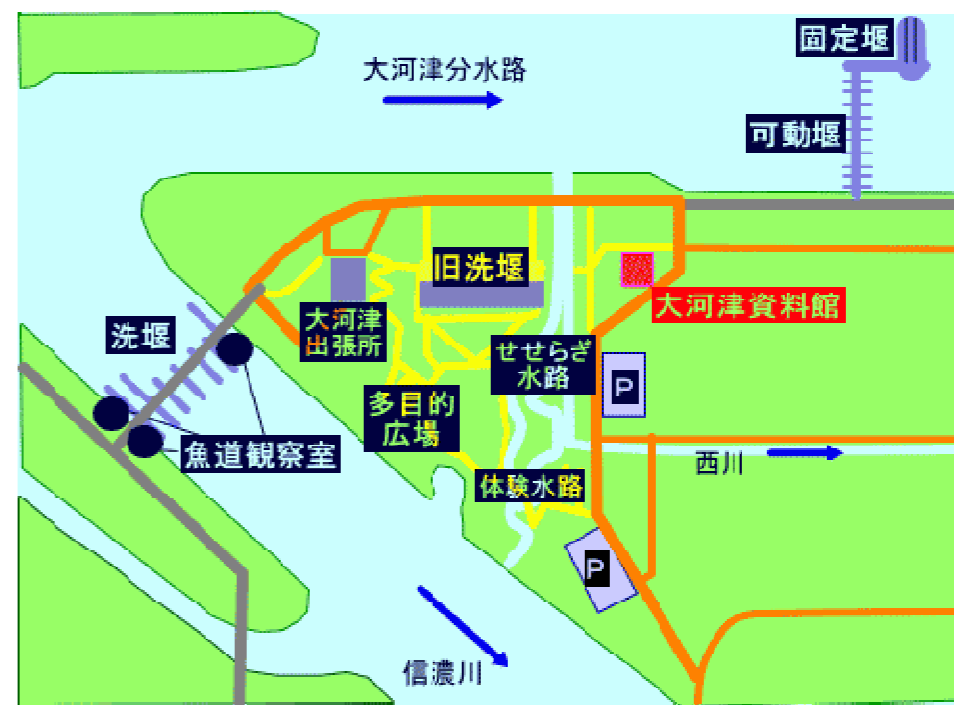 固定堰
大河津分水路
可動堰
旧洗堰
大河津資料館
大河津
出張所
洗堰
せせらぎ
水路
P
多目的
広場
魚道観察室
西川
体験水路
P
信濃川